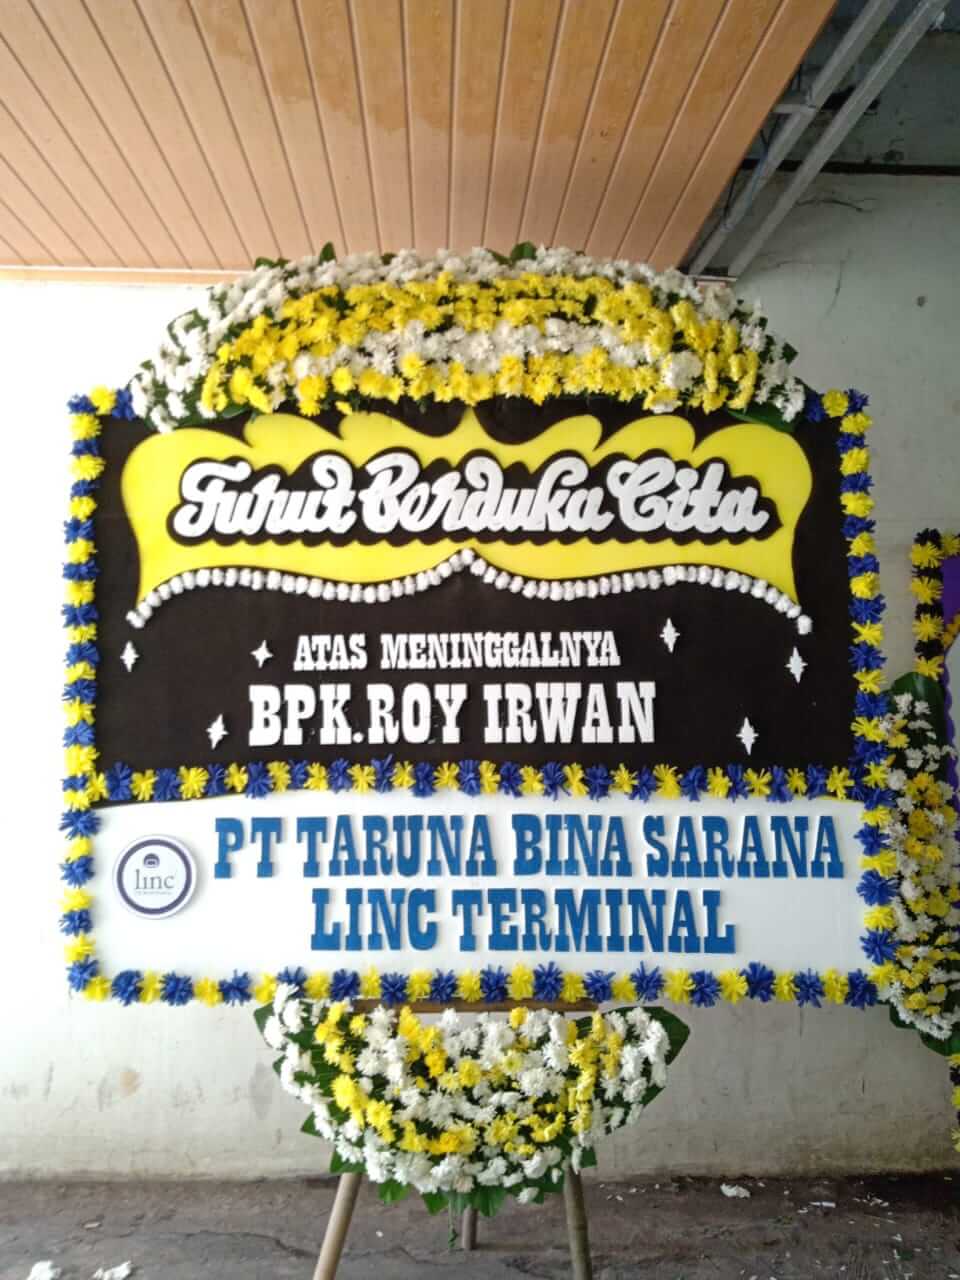 Turut Berduka Cita
ATAS MENINGGALNYA
BPK.ROY IRWAN
PT TARUNA BINA SARANA
LINC TERMINAL
linc